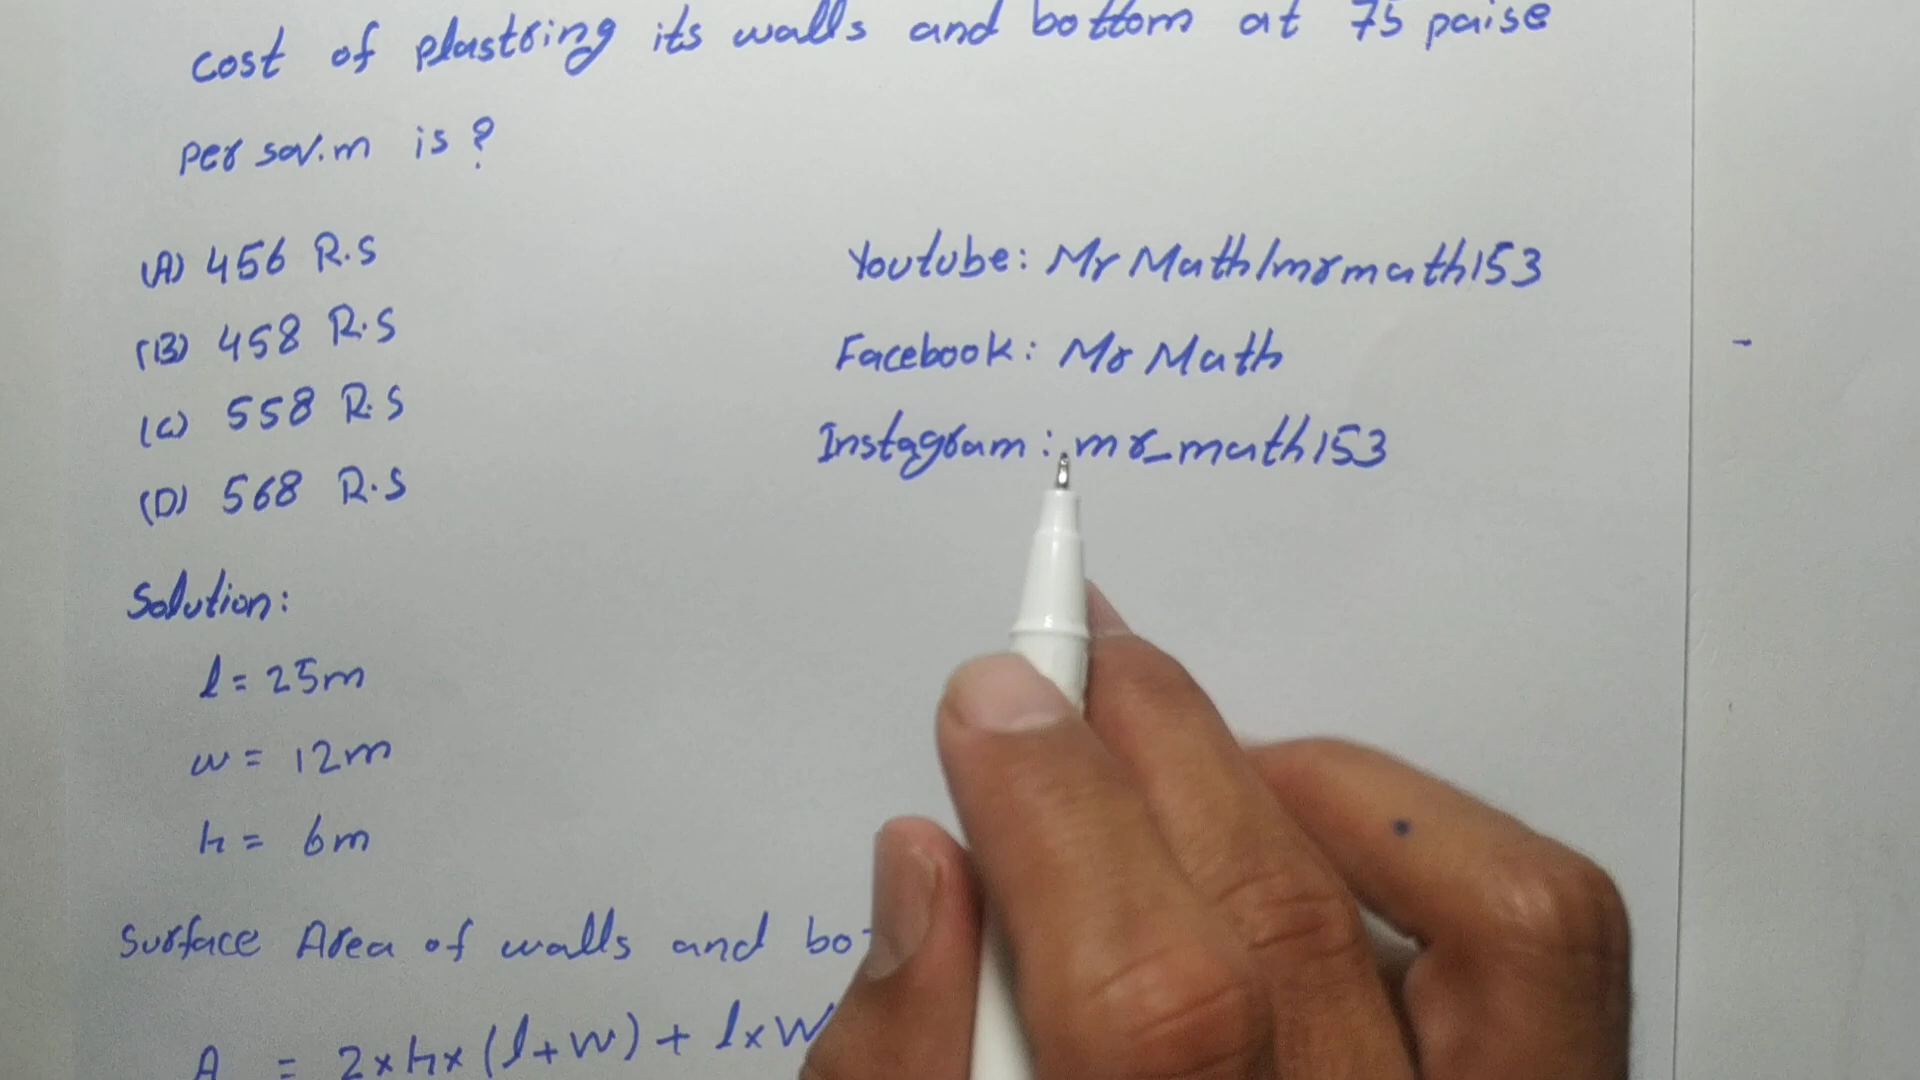 cost of plastring its walls and bottom at 75 paise
per sq.m is?
(A) 456 R.S
(B) 458 R.S
(C) 558 R.S
(D) 568 R.S
Youtube: Mr Math/mrmath153
Facebook: Mr Math
Instagram: mr_math153
Solution:
l = 25m
w = 12m
h = 6m
Surface Area of walls and
A = 2×h×(l+w) + l×w